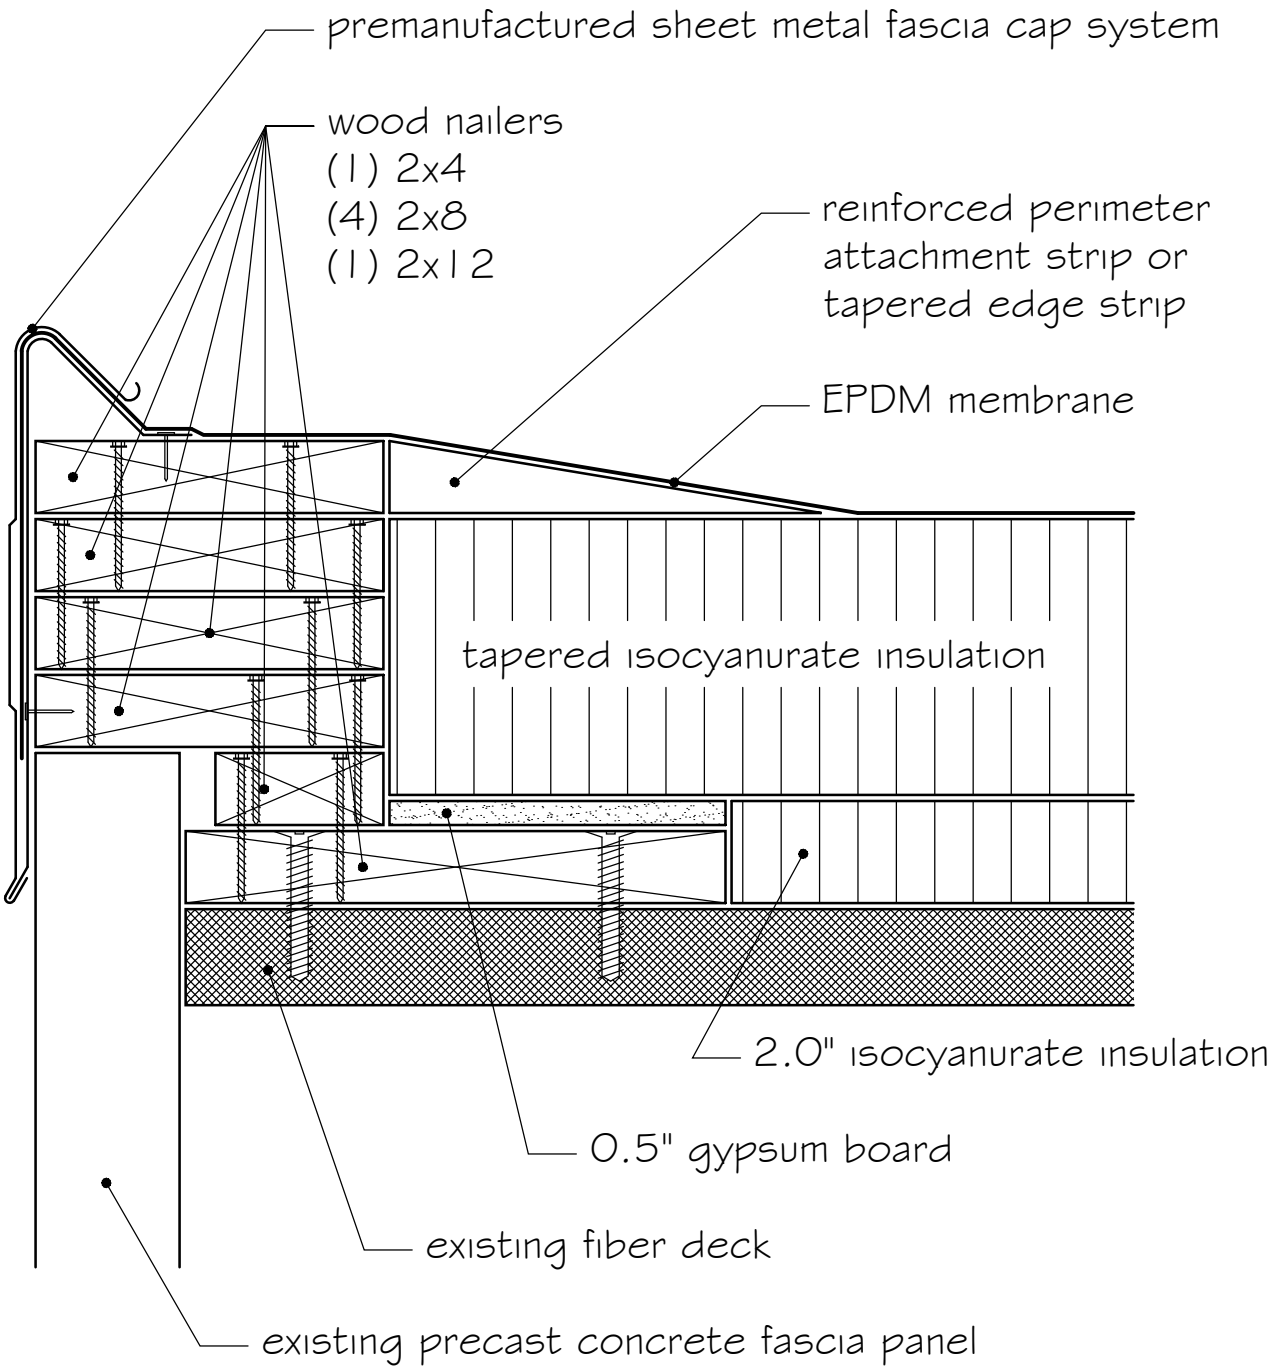 premanufactured sheet metal fascia cap system
wood nailers
(1) 2x4
(4) 2x8
(1) 2x12
reinforced perimeter
attachment strip or
tapered edge strip
EPDM membrane
tapered isocyanurate insulation
2.0" isocyanurate insulation
0.5" gypsum board
existing fiber deck
existing precast concrete fascia panel